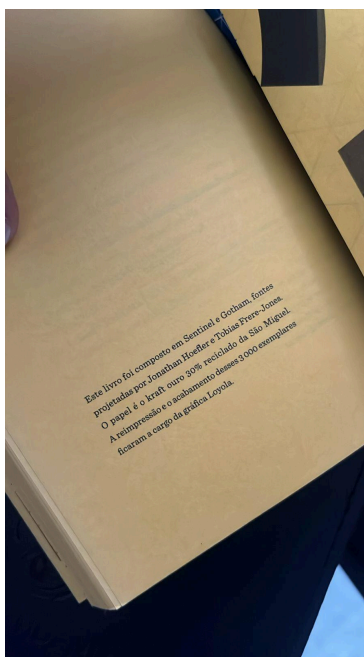 Este livro foi composto em Sentinel e Gotham, fontes
projetadas por Jonathan Hoefler e Tobias Frere-Jones.
O papel é o kraft ouro 30% reciclado da São Miguel.
A reimpressão e o acabamento desses 3 000 exemplares
ficaram a cargo da gráfica Loyola.